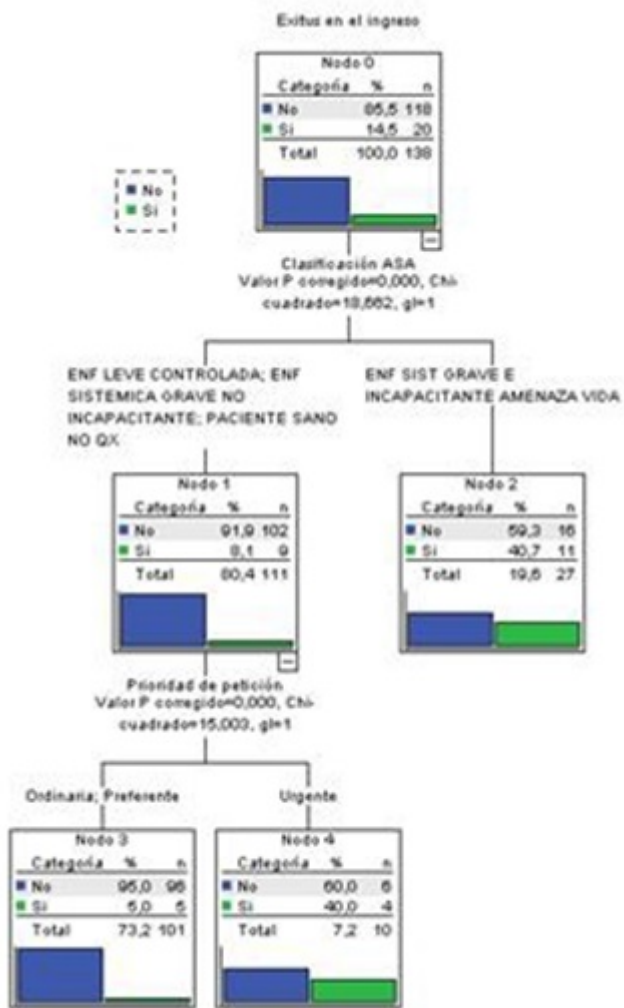 Exitus en el ingreso
Nodo 0
Categoría % n
No 85,5 118
Sí 14,5 20
Total 100,0 138
No
Sí
Clasificación ASA
Valor P corregido=0,000, Chi-
cuadrado=18,662, gl=1
ENF LEVE CONTROLADA; ENF
SISTEMICA GRAVE NO
INCAPACITANTE; PACIENTE SANO
NO QX
ENF SIST GRAVE E
INCAPACITANTE AMENAZA VIDA
Nodo 1
Categoría % n
No 91,9 102
Sí 8,1 9
Total 80,4 111
Nodo 2
Categoría % n
No 59,3 16
Sí 40,7 11
Total 19,6 27
Prioridad de petición
Valor P corregido=0,000, Chi-
cuadrado=15,003, gl=1
Ordinaria; Preferente
Urgente
Nodo 3
Categoría % n
No 95,0 96
Sí 5,0 5
Total 73,2 101
Nodo 4
Categoría % n
No 60,0 6
Sí 40,0 4
Total 7,2 10